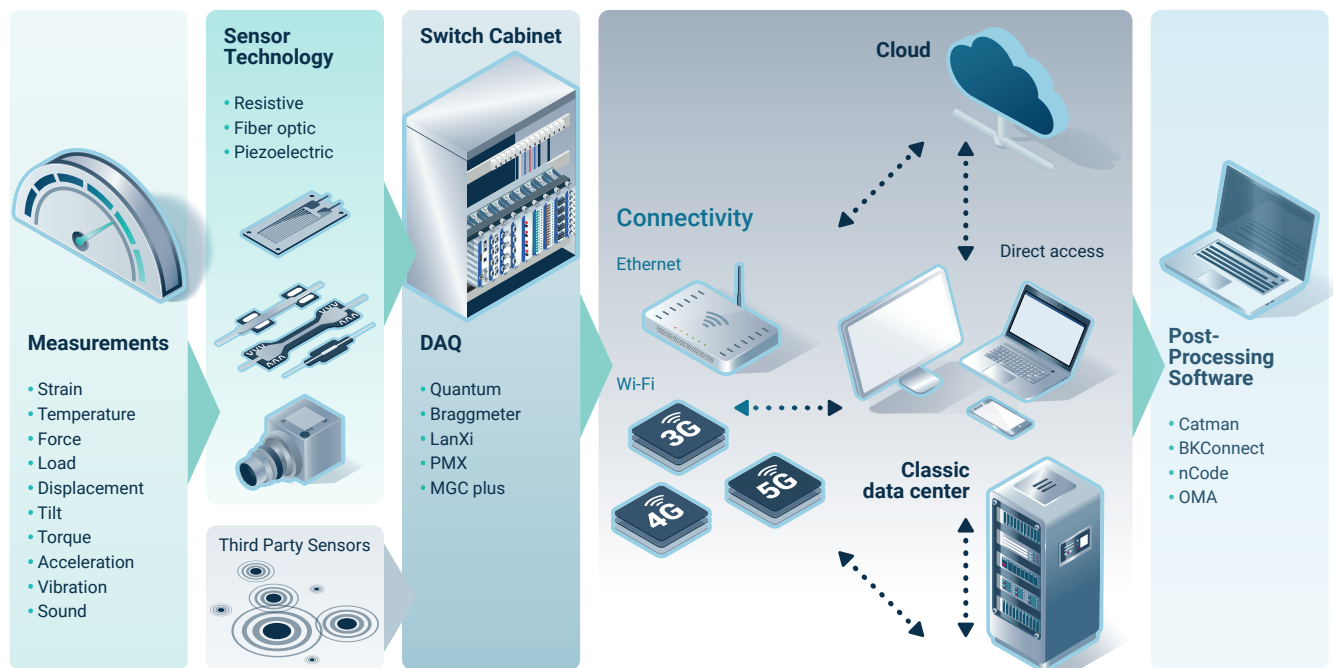 Measurements
• Strain
• Temperature
• Force
• Load
• Displacement
• Tilt
• Torque
• Acceleration
• Vibration
• Sound
Sensor
Technology
• Resistive
• Fiber optic
• Piezoelectric
Third Party Sensors
Switch Cabinet
DAQ
• Quantum
• Braggmeter
• LanXi
• PMX
• MGC plus
Cloud
Connectivity
Ethernet
Direct access
Wi-Fi
3G
5G
4G
Classic
data center
Post-
Processing
Software
• Catman
• BKConnect
• nCode
• OMA